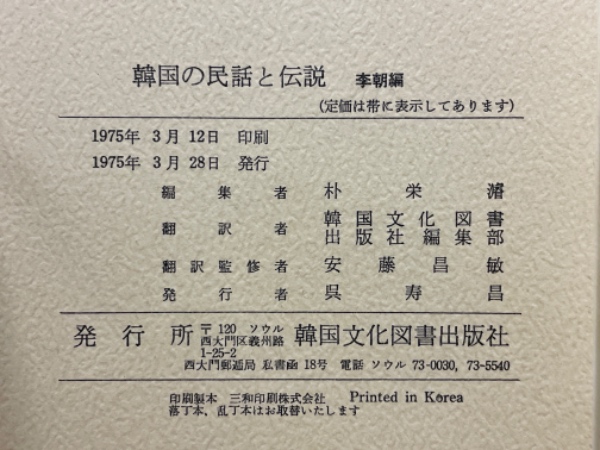 韓国の民話と伝説 李朝編
(定価は帯に表示してあります)
1975年 3月 12日 印刷
1975年 3月 28日 発行
編集者 朴栄濬
翻訳者 韓国文化図書
出版社編集部
翻訳監修者 安藤昌敏
発行者 呉寿昌
発行所 〒120 ソウル
西大門区義州路
1-25-2
韓国文化図書出版社
西大門郵逓局 私書函 18号 電話 ソウル 73-0030, 73-5540
印刷製本 三和印刷株式会社 Printed in Korea
落丁本、乱丁本はお取替いたします